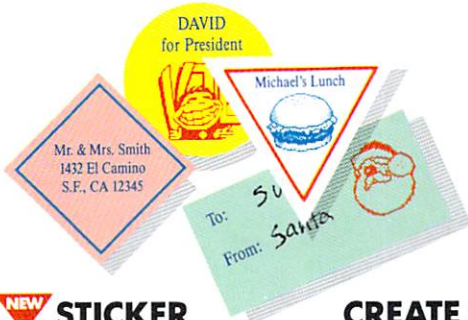 DAVID
for President
Michael's Lunch
Mr. & Mrs. Smith
1432 El Camino
S.F., CA 12345
To: Su
From: Santa
NEW STICKER
CREATE